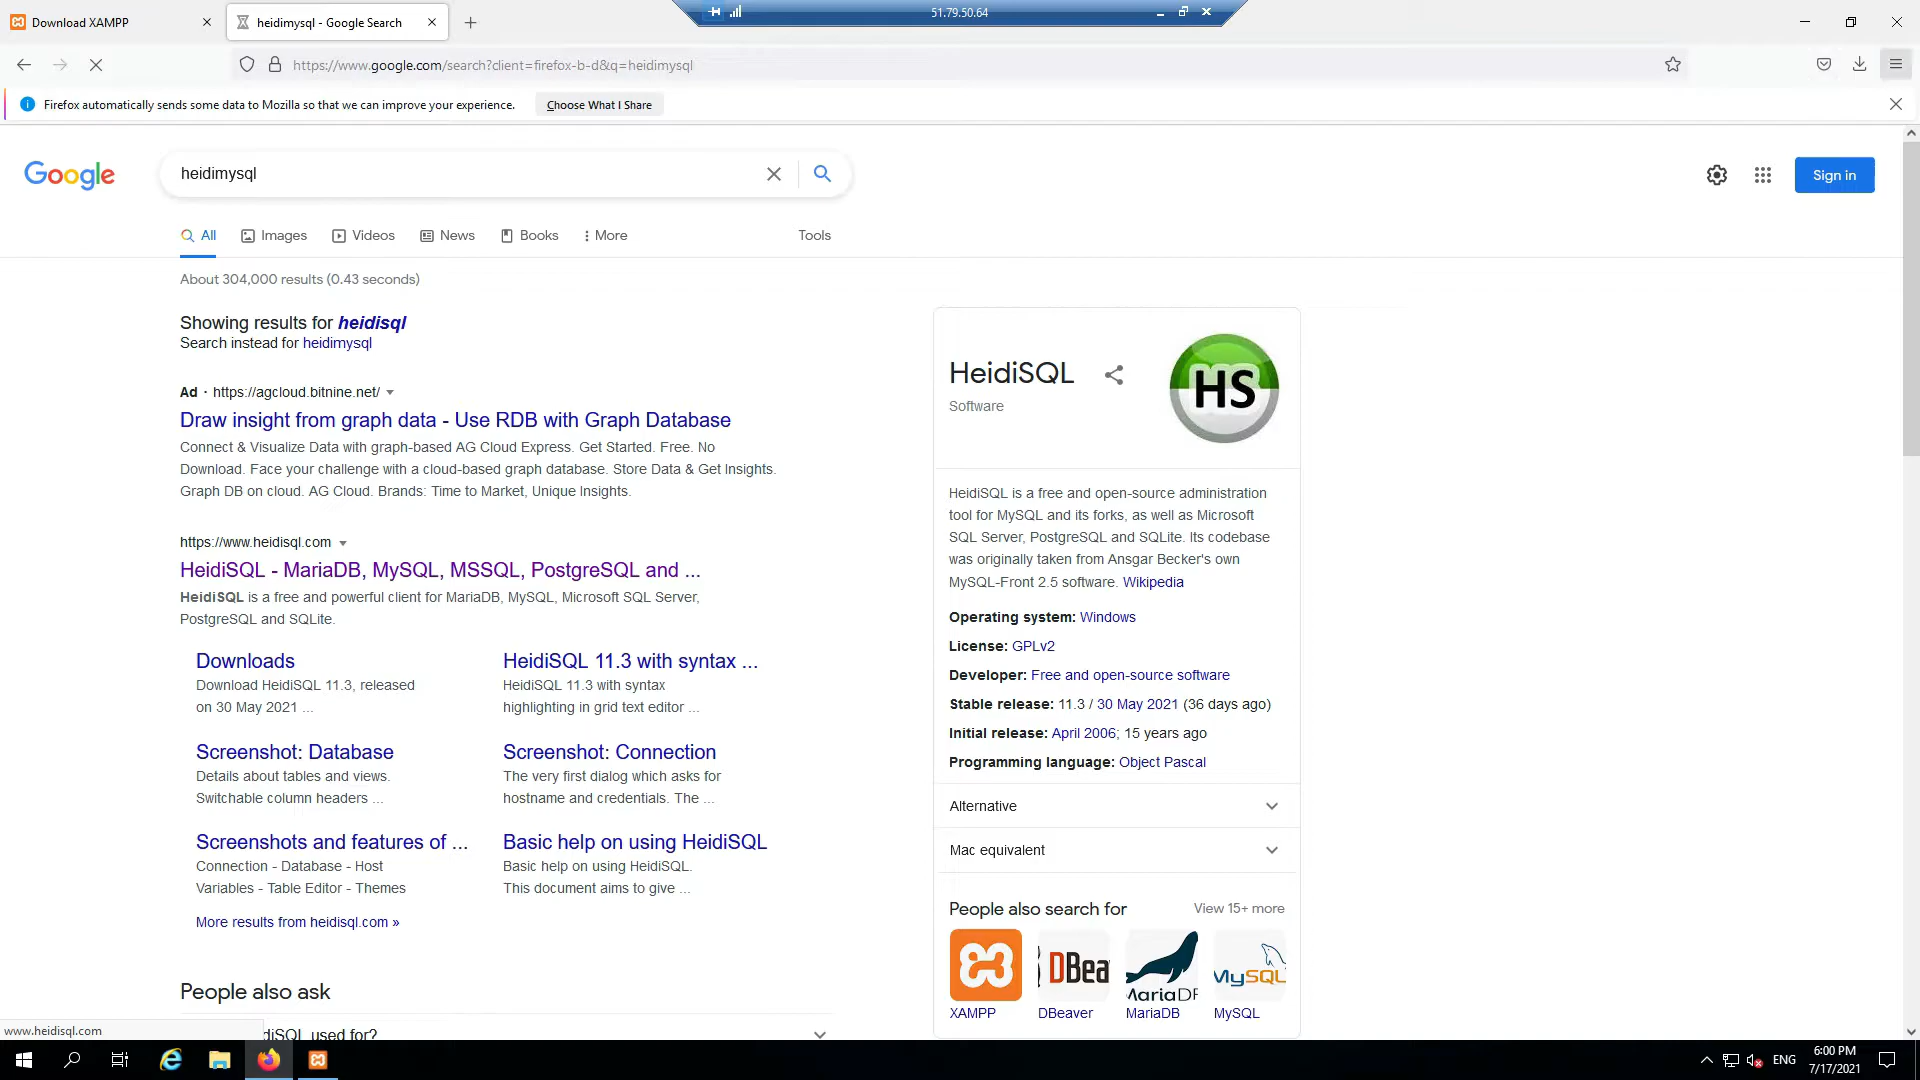 Download XAMPP
heidimysql - Google Search
51.79.50.64
https://www.google.com/search?client=firefox-b-d&q=heidimysql
Firefox automatically sends some data to Mozilla so that we can improve your experience.
Choose What I Share
Google
heidimysql
Sign in
All
Images
Videos
News
Books
More
Tools
About 304,000 results (0.43 seconds)
Showing results for heidisql
Search instead for heidimysql
Ad · https://agcloud.bitnine.net/
Draw insight from graph data - Use RDB with Graph Database
Connect & Visualize Data with graph-based AG Cloud Express. Get Started. Free. No
Download. Face your challenge with a cloud-based graph database. Store Data & Get Insights.
Graph DB on cloud. AG Cloud. Brands: Time to Market, Unique Insights.
https://www.heidisql.com
HeidiSQL - MariaDB, MySQL, MSSQL, PostgreSQL and ...
HeidiSQL is a free and powerful client for MariaDB, MySQL, Microsoft SQL Server,
PostgreSQL and SQLite.
Downloads
Download HeidiSQL 11.3, released
on 30 May 2021 ...
HeidiSQL 11.3 with syntax ...
HeidiSQL 11.3 with syntax
highlighting in grid text editor ...
Screenshot: Database
Details about tables and views.
Switchable column headers ...
Screenshot: Connection
The very first dialog which asks for
hostname and credentials. The ...
Screenshots and features of ...
Connection - Database - Host
Variables - Table Editor - Themes
Basic help on using HeidiSQL
Basic help on using HeidiSQL.
This document aims to give ...
More results from heidisql.com »
People also ask
diSQL used for?
www.heidisql.com
HeidiSQL
Software
HS
HeidiSQL is a free and open-source administration
tool for MySQL and its forks, as well as Microsoft
SQL Server, PostgreSQL and SQLite. Its codebase
was originally taken from Ansgar Becker's own
MySQL-Front 2.5 software. Wikipedia
Operating system: Windows
License: GPLv2
Developer: Free and open-source software
Stable release: 11.3 / 30 May 2021 (36 days ago)
Initial release: April 2006; 15 years ago
Programming language: Object Pascal
Alternative
Mac equivalent
People also search for
View 15+ more
DBea
MariaDB
MySQL
XAMPP
DBeaver
MariaDB
MySQL
ENG
6:00 PM
7/17/2021